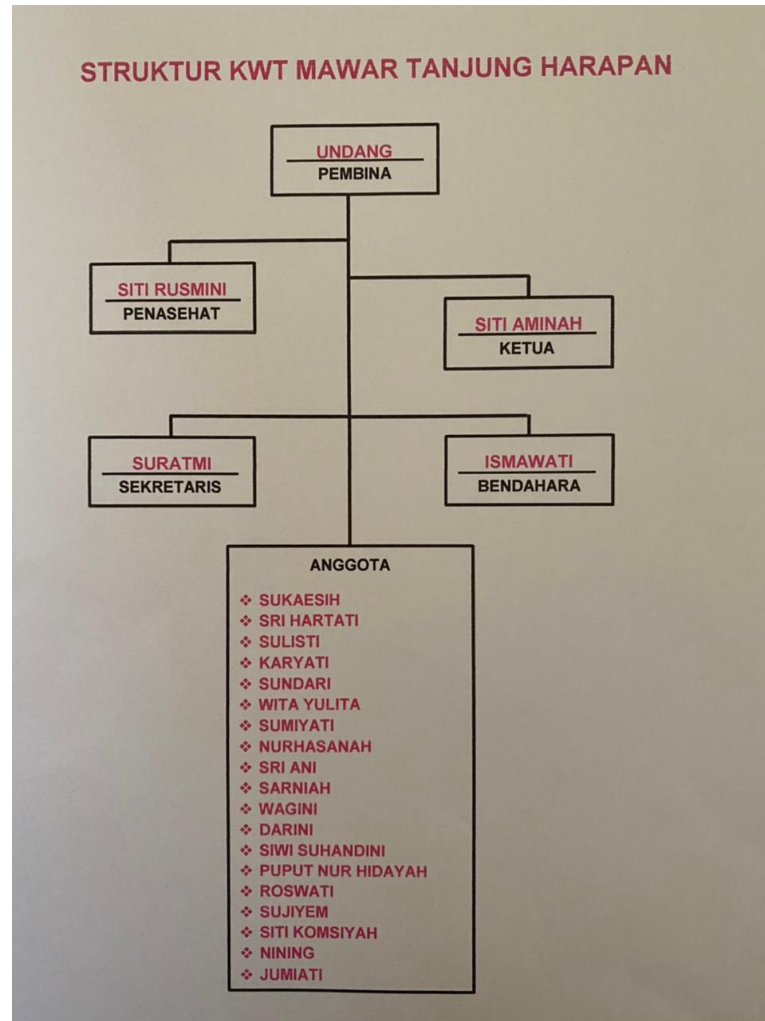 STRUKTUR KWT MAWAR TANJUNG HARAPAN
UNDANG
PEMBINA
SITI RUSMINI
PENASEHAT
SITI AMINAH
KETUA
SURATMI
SEKRETARIS
ISMAWATI
BENDAHARA
ANGGOTA
❖ SUKAESIH
❖ SRI HARTATI
❖ SULISTI
❖ KARYATI
❖ SUNDARI
❖ WITA YULITA
❖ SUMIYATI
❖ NURHASANAH
❖ SRI ANI
❖ SARNIAH
❖ WAGINI
❖ DARINI
❖ SIWI SUHANDINI
❖ PUPUT NUR HIDAYAH
❖ ROSWATI
❖ SUJIYEM
❖ SITI KOMSIYAH
❖ NINING
❖ JUMIATI